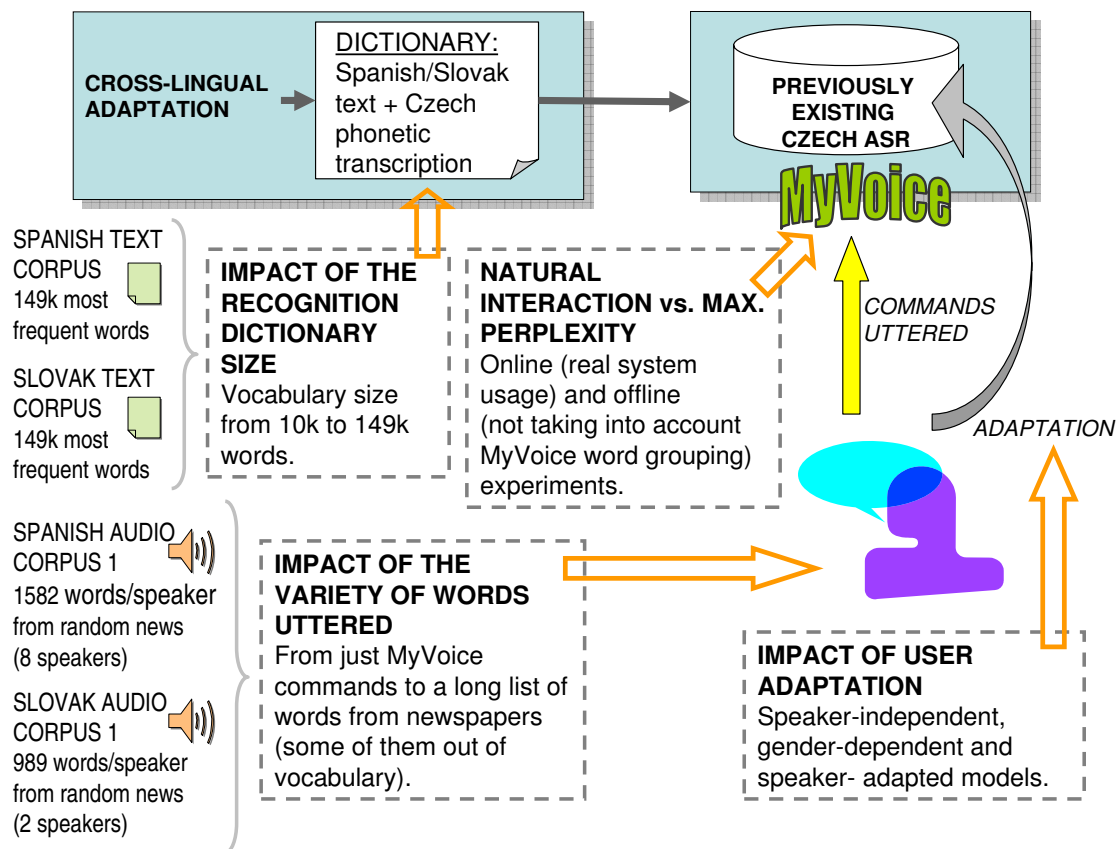 CROSS-LINGUAL
ADAPTATION
DICTIONARY:
Spanish/Slovak
text + Czech
phonetic
transcription
PREVIOUSLY
EXISTING
CZECH ASR
MyVoice
SPANISH TEXT
CORPUS
149k most
frequent words
SLOVAK TEXT
CORPUS
149k most
frequent words
IMPACT OF THE
RECOGNITION
DICTIONARY
SIZE
Vocabulary size
from 10k to 149k
words.
NATURAL
INTERACTION vs. MAX.
PERPLEXITY
Online (real system
usage) and offline
(not taking into account
MyVoice word grouping)
experiments.
COMMANDS
UTTERED
ADAPTATION
SPANISH AUDIO
CORPUS 1
1582 words/speaker
from random news
(8 speakers)
SLOVAK AUDIO
CORPUS 1
989 words/speaker
from random news
(2 speakers)
IMPACT OF THE
VARIETY OF WORDS
UTTERED
From just MyVoice
commands to a long list of
words from newspapers
(some of them out of
vocabulary).
IMPACT OF USER
ADAPTATION
Speaker-independent,
gender-dependent and
speaker- adapted models.